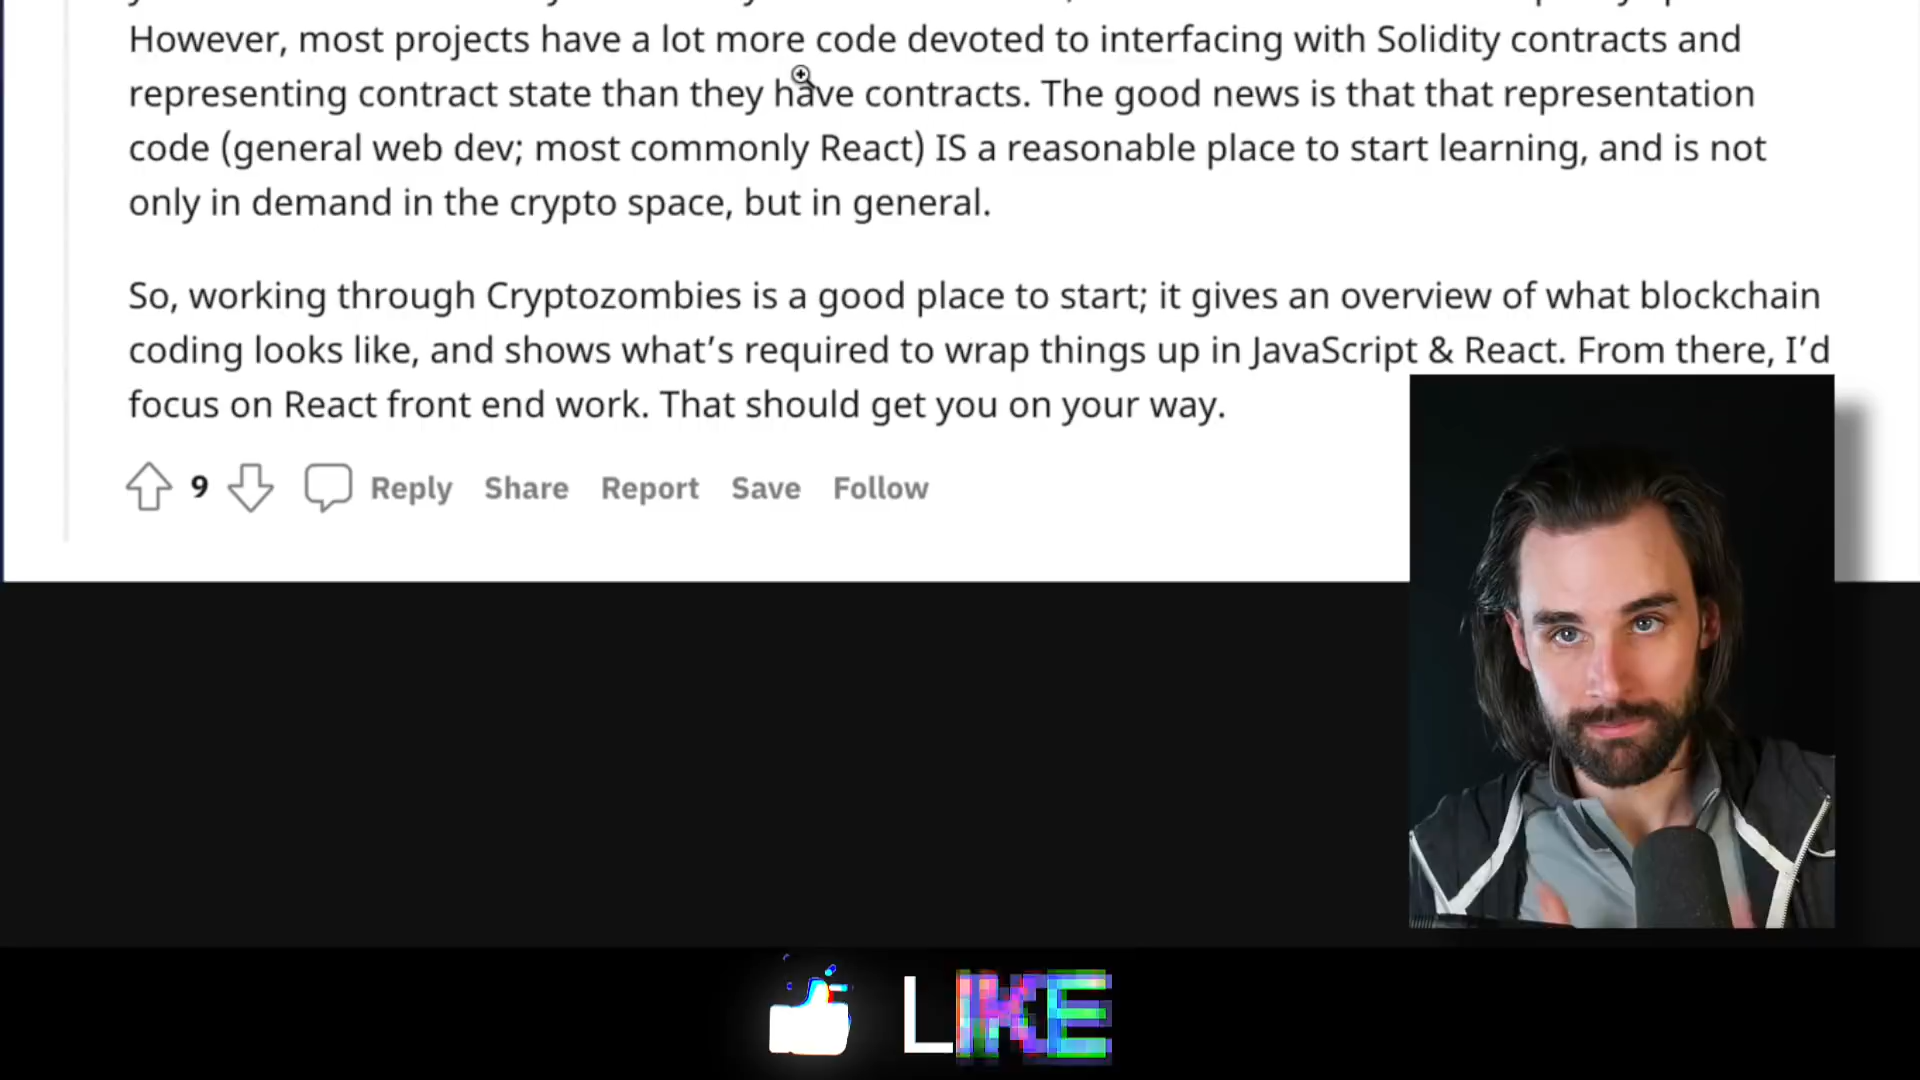 However, most projects have a lot more code devoted to interfacing with Solidity contracts and
representing contract state than they have contracts. The good news is that that representation
code (general web dev; most commonly React) IS a reasonable place to start learning, and is not
only in demand in the crypto space, but in general.
So, working through Cryptozombies is a good place to start; it gives an overview of what blockchain
coding looks like, and shows what’s required to wrap things up in JavaScript & React. From there, I’d
focus on React front end work. That should get you on your way.
9 Reply Share Report Save Follow
LIKE